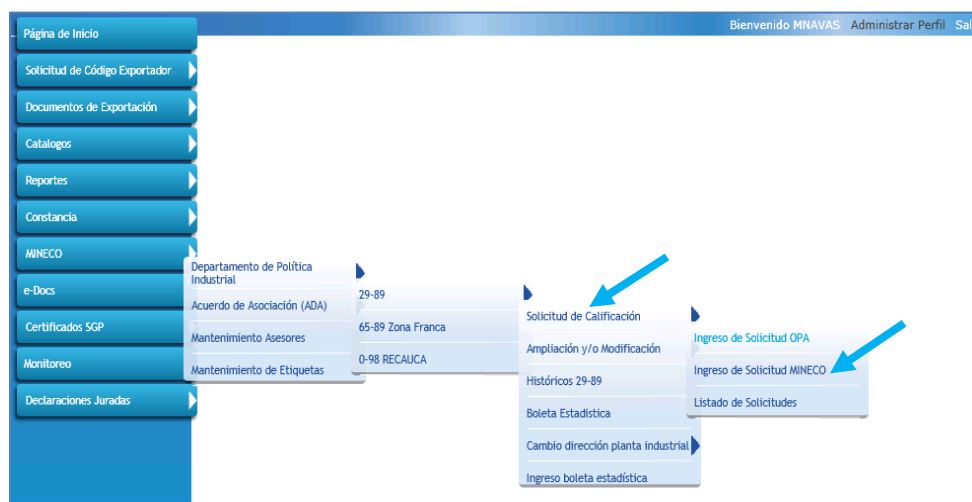 Bienvenido MNAVAS Administrar Perfil Sal
Página de Inicio
Solicitud de Código Exportador
Documentos de Exportación
Catalogos
Reportes
Constancia
MINECO
e-Docs
Certificados SGP
Monitoreo
Declaraciones Juradas
Departamento de Política
Industrial
Acuerdo de Asociación (ADA)
Mantenimiento Asesores
Mantenimiento de Etiquetas
29-89
65-89 Zona Franca
0-98 RECAUCA
Solicitud de Calificación
Ampliación y/o Modificación
Históricos 29-89
Boleta Estadistica
Cambio dirección planta industrial
Ingreso boleta estadística
Ingreso de Solicitud OPA
Ingreso de Solicitud MINECO
Listado de Solicitudes